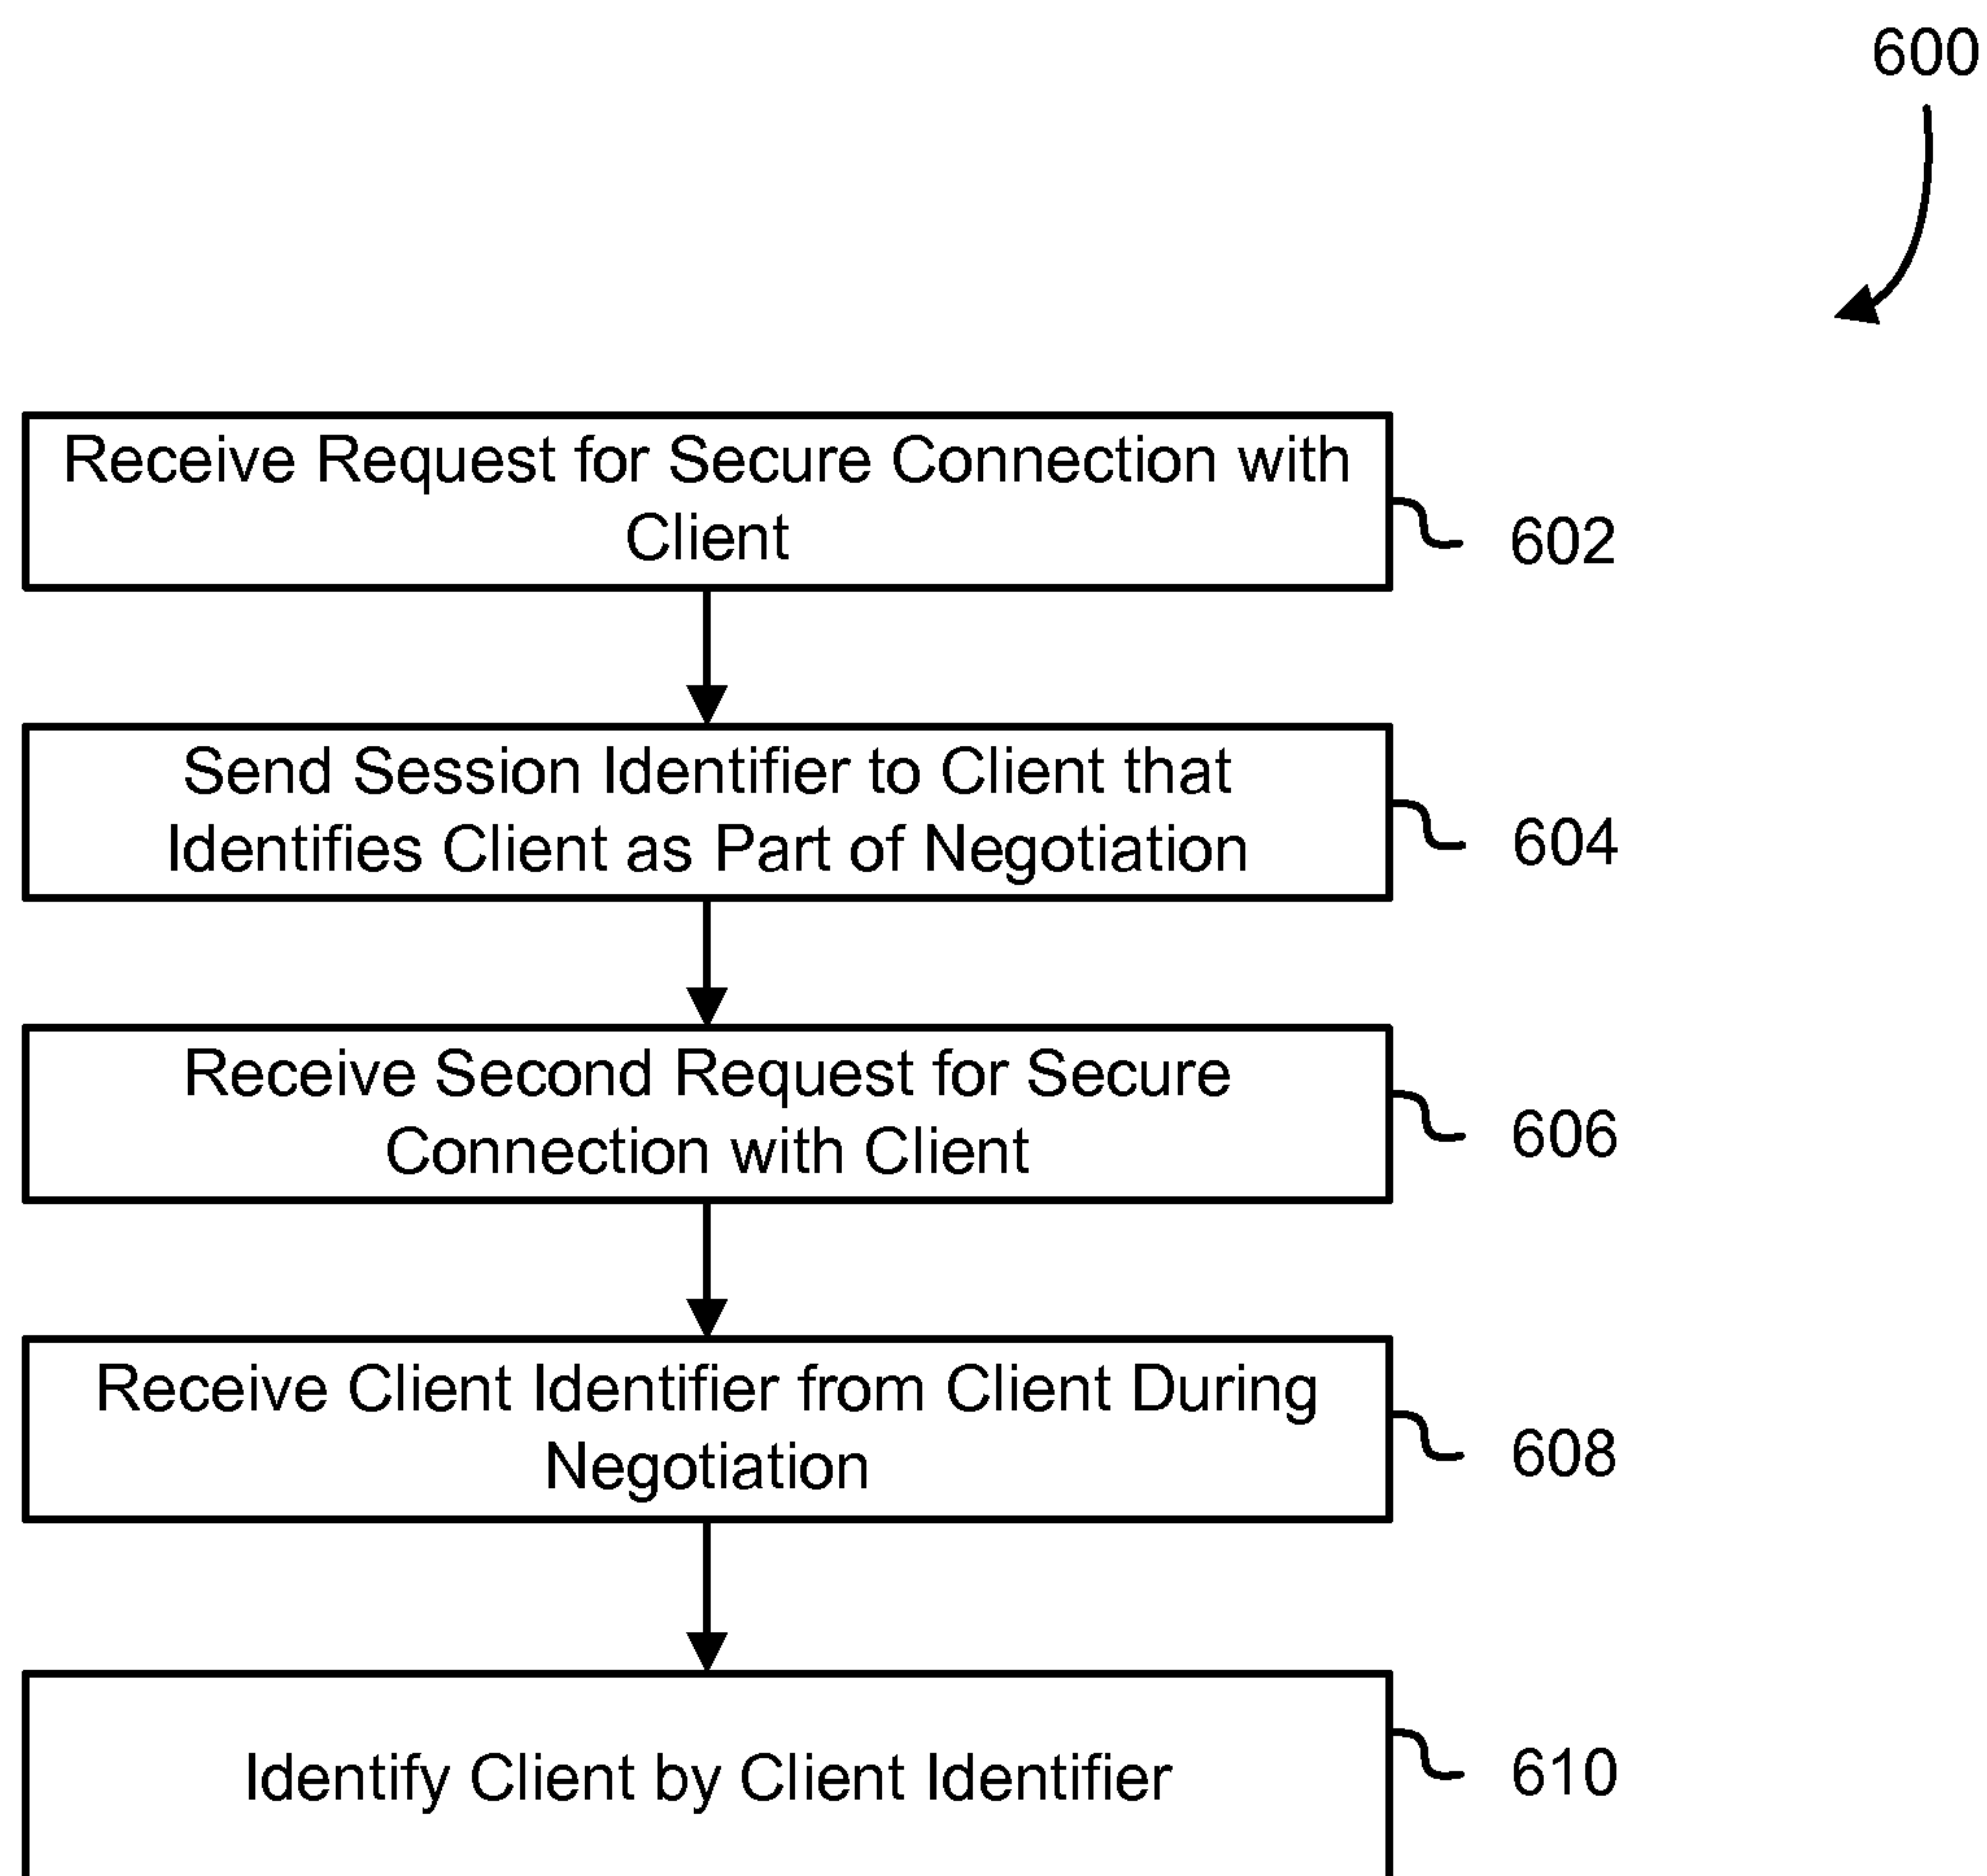 600
Receive Request for Secure Connection with
Client
602
Send Session Identifier to Client that
Identifies Client as Part of Negotiation
604
Receive Second Request for Secure
Connection with Client
606
Receive Client Identifier from Client During
Negotiation
608
Identify Client by Client Identifier
610